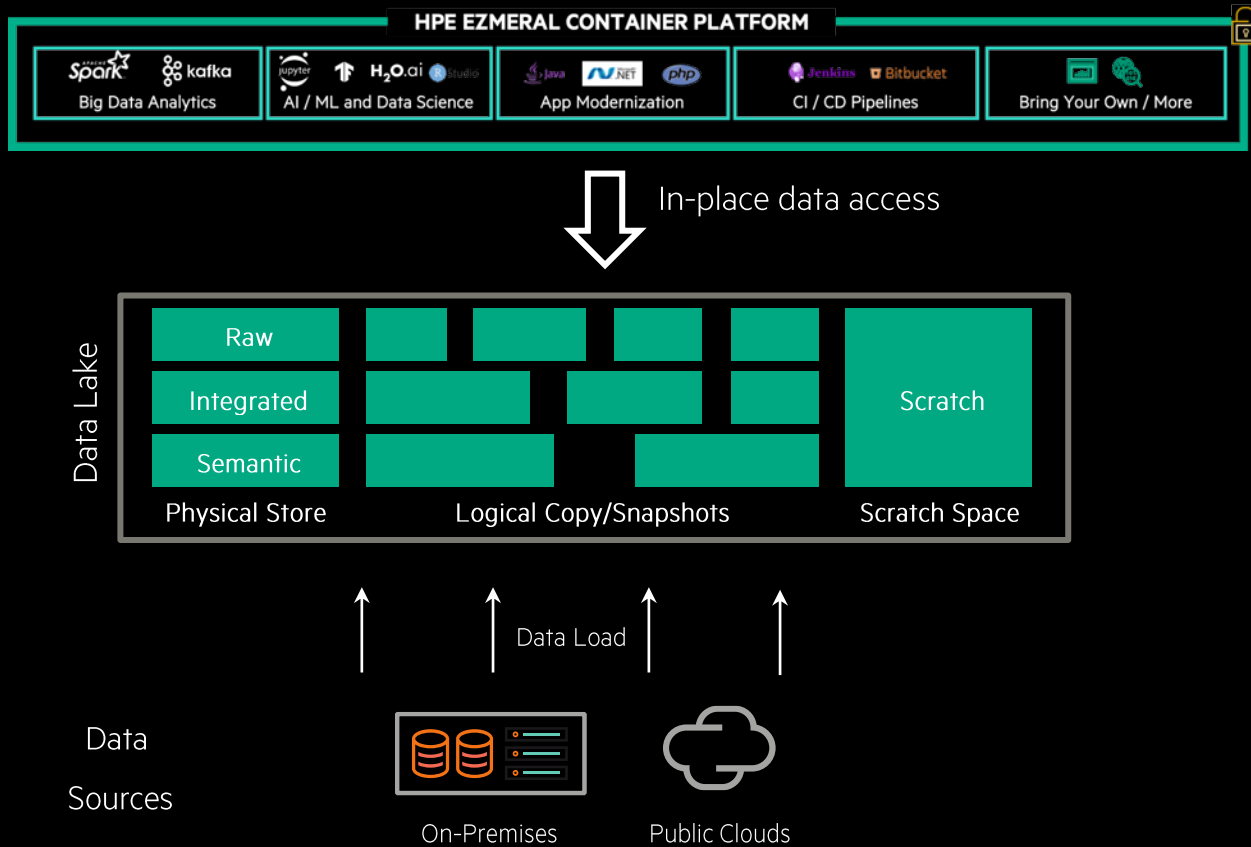 HPE EZMERAL CONTAINER PLATFORM
APACHE Spark kafka
Big Data Analytics
jupyter H2O.ai R Studio
AI / ML and Data Science
Java Microsoft .NET php
App Modernization
Jenkins Bitbucket
CI / CD Pipelines
Bring Your Own / More
In-place data access
Data Lake
Raw
Integrated
Semantic
Scratch
Physical Store
Logical Copy/Snapshots
Scratch Space
Data Load
Data
Sources
On-Premises
Public Clouds